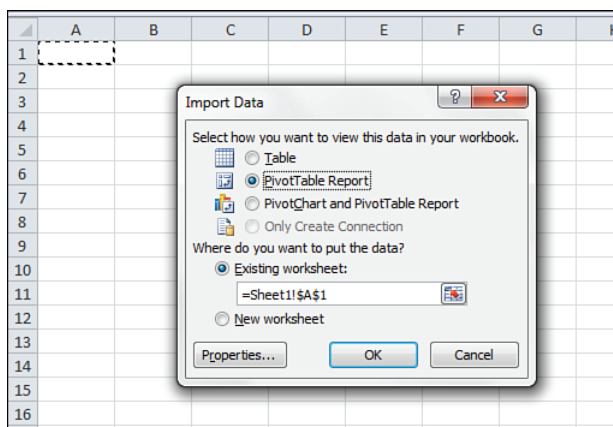 A B C D E F G
1
2
3
4
5
6
7
8
9
10
11
12
13
14
15
16
Import Data
?
Select how you want to view this data in your workbook.
Table
PivotTable Report
PivotChart and PivotTable Report
Only Create Connection
Where do you want to put the data?
Existing worksheet:
=Sheet1!$A$1
New worksheet
Properties... OK Cancel